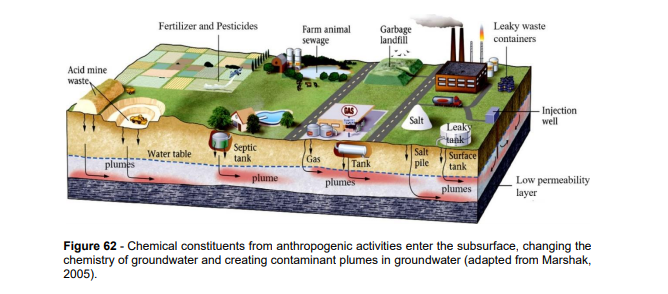 Fertilizer and Pesticides
Farm animal
sewage
Garbage
landfill
Leaky waste
containers
Acid mine
waste
GAS
Salt
Leaky
tank
Injection
well
Water table
Septic
tank
Gas
Tank
Salt
pile
Surface
tank
plumes
plume
plumes
plumes
Low permeability
layer
Figure 62 - Chemical constituents from anthropogenic activities enter the subsurface, changing the
chemistry of groundwater and creating contaminant plumes in groundwater (adapted from Marshak,
2005).